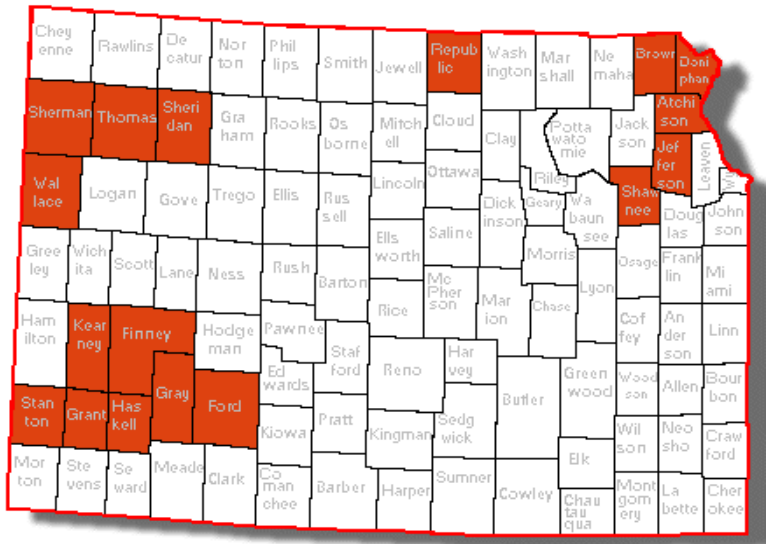 Chey
enne
Rawlins
De
catur
Nor
ton
Phil
lips
Smith
Jewell
Repub
lic
Wash
ington
Mar
shall
Ne
maha
Brown
Doni
phan
Sherman
Thomas
Sheri
dan
Gra
ham
Rooks
Os
borne
Mitch
ell
Cloud
Clay
Potta
wato
mie
Jack
son
Atchi
son
Jef
fer
son
Leaven
Wy
Wal
lace
Logan
Gove
Trego
Ellis
Rus
sell
Lincoln
Ottawa
Riley
Shaw
nee
Dick
inson
Geary
Wa
baun
see
Doug
las
John
son
Gree
ley
Wich
ita
Scott
Lane
Ness
Rush
Barton
Ells
worth
Saline
Morris
Osage
Frank
lin
Mi
ami
Mc
Pher
son
Mar
ion
Chase
Lyon
Rice
Ham
ilton
Kear
ney
Finney
Hodge
man
Pawnee
Staf
ford
Reno
Har
vey
Cof
fey
An
der
son
Linn
Ed
wards
Butler
Green
wood
Wood
son
Allen
Bour
bon
Stan
ton
Grant
Has
kell
Gray
Ford
Kiowa
Pratt
Kingman
Sedg
wick
Wil
son
Neo
sho
Craw
ford
Elk
Mor
ton
Ste
vens
Se
ward
Meade
Clark
Co
man
chee
Barber
Harper
Sumner
Cowley
Chau
tau
qua
Mont
gom
ery
La
bette
Cher
okee